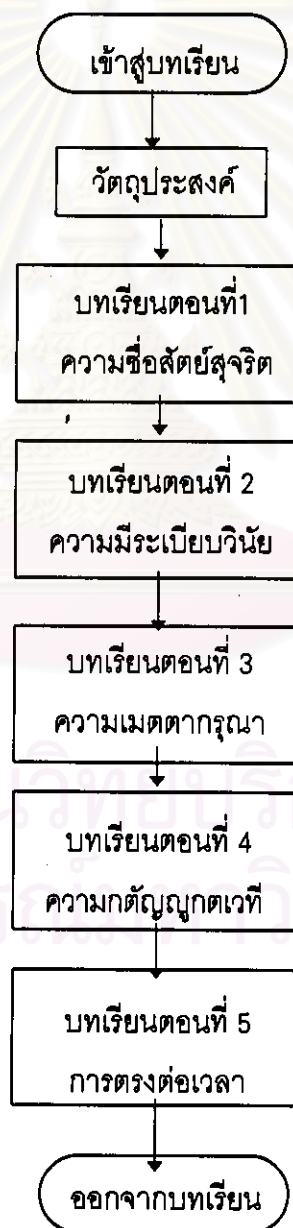 เข้าสู่บทเรียน
วัตถุประสงค์
บทเรียนตอนที่1
ความซื่อสัตย์สุจริต
บทเรียนตอนที่ 2
ความมีระเบียบวินัย
บทเรียนตอนที่ 3
ความเมตตากรุณา
บทเรียนตอนที่ 4
ความกตัญญูกตเวที
บทเรียนตอนที่ 5
การตรงต่อเวลา
ออกจากบทเรียน